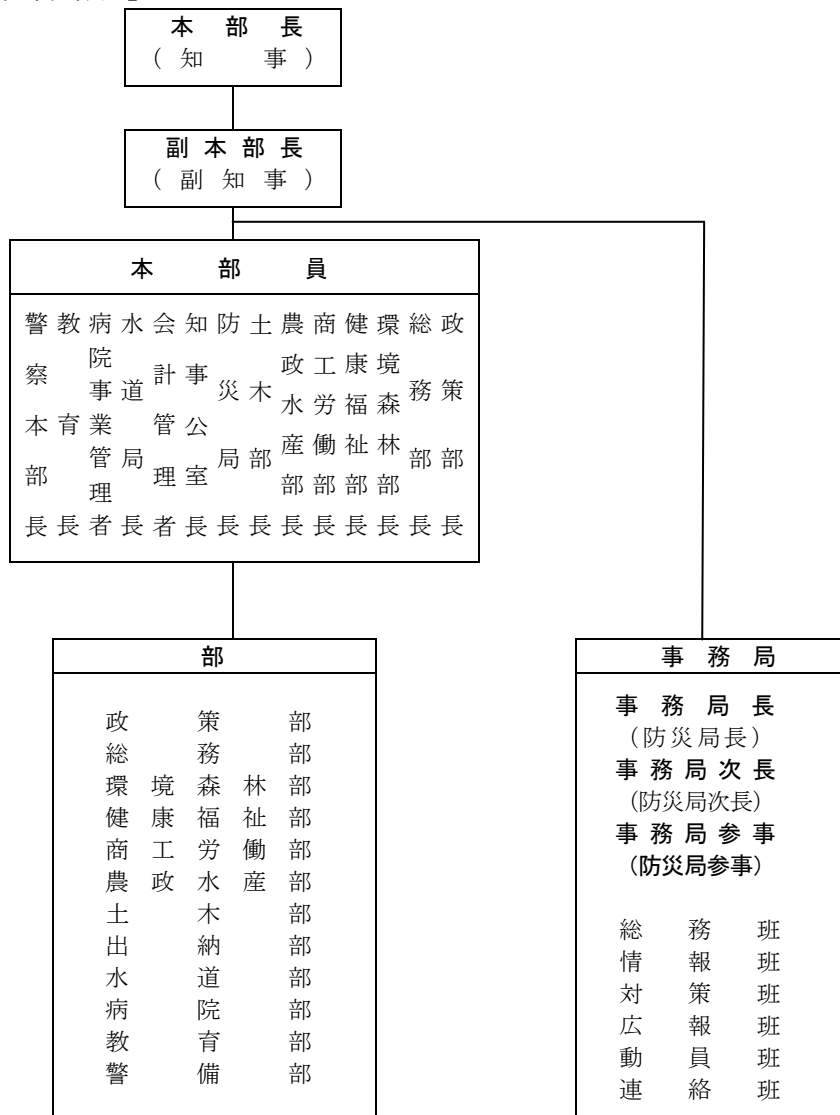 本部長
(知事)
副本部長
(副知事)
本部員
政策部長
総務部長
環境森林部長
健康福祉部長
商工労働部長
農政水産部長
土木部長
防災局長
知事公室長
会計管理者
水道局長
病院事業管理者
教育長
警察本部長
部
政策部
総務部
環境森林部
健康福祉部
商工労働部
農政水産部
土木部
出納部
水道部
病院部
教育部
警備部
事務局
事務局長
(防災局長)
事務局次長
(防災局次長)
事務局参事
(防災局参事)
総務班
情報班
対策班
広報班
動員班
連絡班